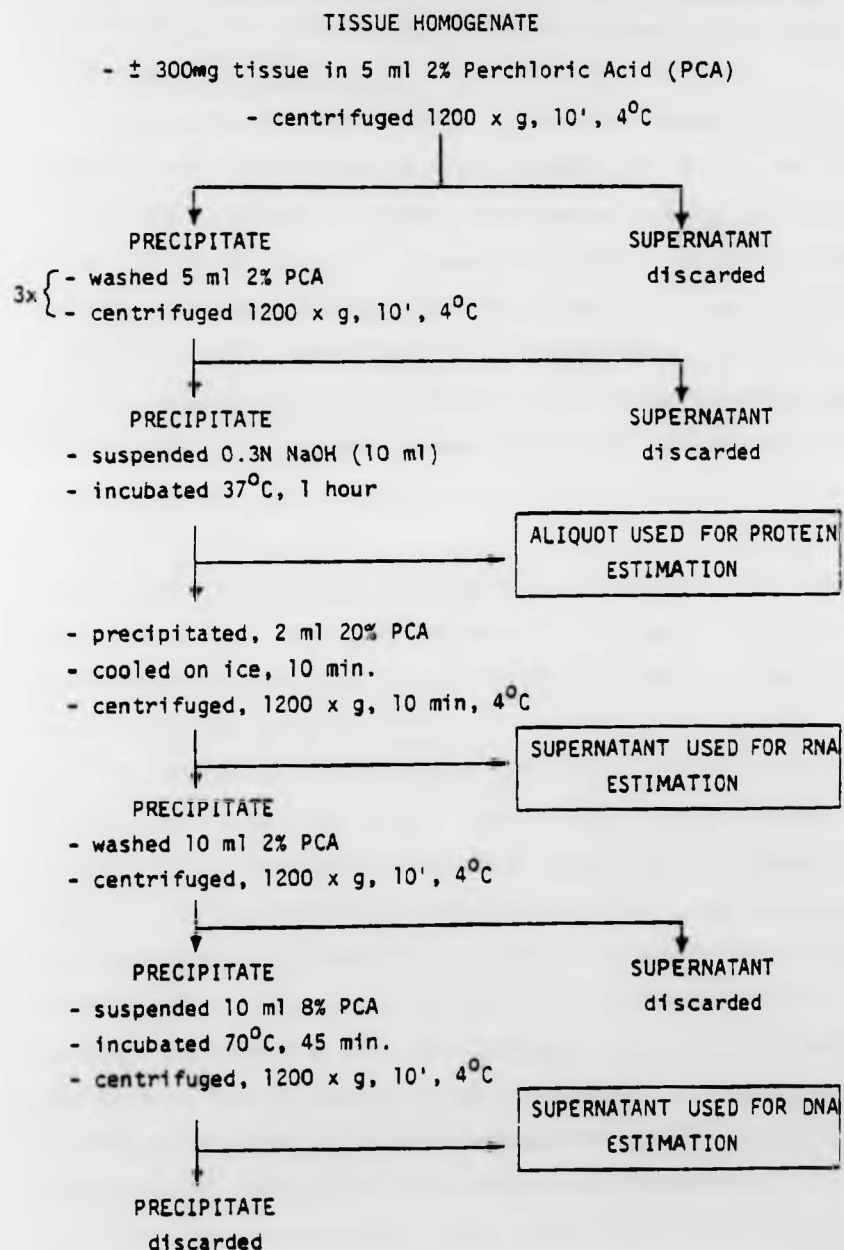 TISSUE HOMOGENATE
- ± 300mg tissue in 5 ml 2% Perchloric Acid (PCA)
- centrifuged 1200 x g, 10', 4°C
PRECIPITATE
3x { - washed 5 ml 2% PCA
- centrifuged 1200 x g, 10', 4°C
SUPERNATANT
discarded
PRECIPITATE
- suspended 0.3N NaOH (10 ml)
- incubated 37°C, 1 hour
SUPERNATANT
discarded
ALIQUOT USED FOR PROTEIN
ESTIMATION
- precipitated, 2 ml 20% PCA
- cooled on ice, 10 min.
- centrifuged, 1200 x g, 10 min, 4°C
SUPERNATANT USED FOR RNA
ESTIMATION
PRECIPITATE
- washed 10 ml 2% PCA
- centrifuged, 1200 x g, 10', 4°C
PRECIPITATE
- suspended 10 ml 8% PCA
- incubated 70°C, 45 min.
- centrifuged, 1200 x g, 10', 4°C
SUPERNATANT
discarded
SUPERNATANT USED FOR DNA
ESTIMATION
PRECIPITATE
discarded